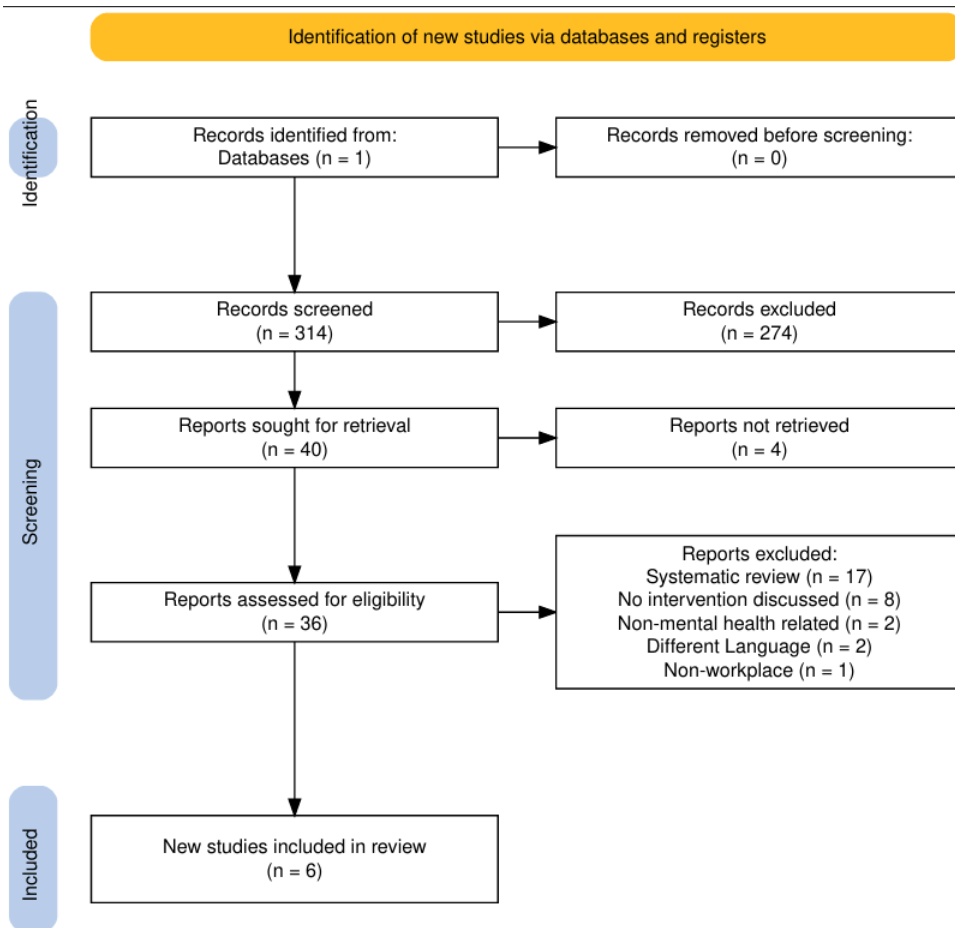 Identification of new studies via databases and registers
Identification
Records identified from:
Databases (n = 1)
Records removed before screening:
(n = 0)
Screening
Records screened
(n = 314)
Records excluded
(n = 274)
Reports sought for retrieval
(n = 40)
Reports not retrieved
(n = 4)
Reports assessed for eligibility
(n = 36)
Reports excluded:
Systematic review (n = 17)
No intervention discussed (n = 8)
Non-mental health related (n = 2)
Different Language (n = 2)
Non-workplace (n = 1)
Included
New studies included in review
(n = 6)